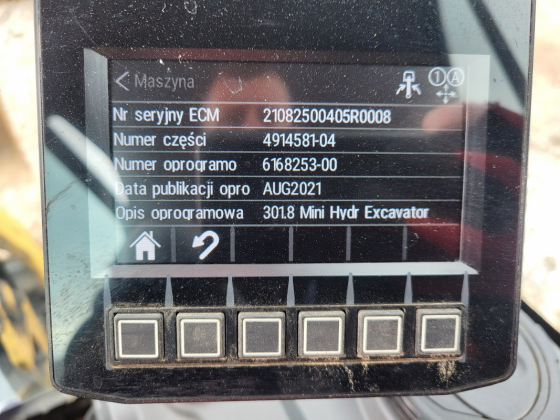 Maszyna
1 A
Nr seryjny ECM 21082500405R0008
Numer części 4914581-04
Numer oprogramo 6168253-00
Data publikacji opro AUG2021
Opis oprogramowa 301.8 Mini Hydr Excavator